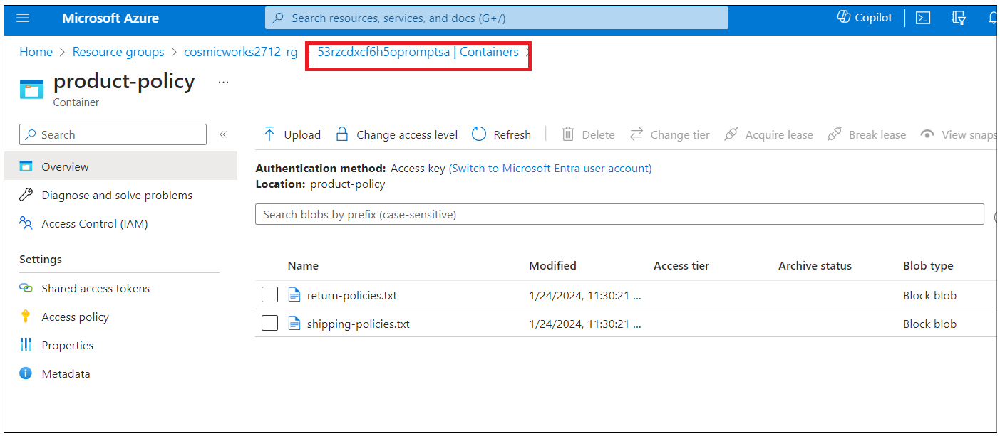 Microsoft Azure
Search resources, services, and docs (G+/)
Copilot
Home > Resource groups > cosmicworks2712_rg
53rzcdxcf6h5opromptsa | Containers >
product-policy ...
Container
Search «
Upload Change access level Refresh Delete Change tier Acquire lease Break lease View snaps
Overview
Diagnose and solve problems
Access Control (IAM)
Settings
Shared access tokens
Access policy
Properties
Metadata
Authentication method: Access key (Switch to Microsoft Entra user account)
Location: product-policy
Search blobs by prefix (case-sensitive)
Name Modified Access tier Archive status Blob type
return-policies.txt 1/24/2024, 11:30:21 ... Block blob
shipping-policies.txt 1/24/2024, 11:30:21 ... Block blob